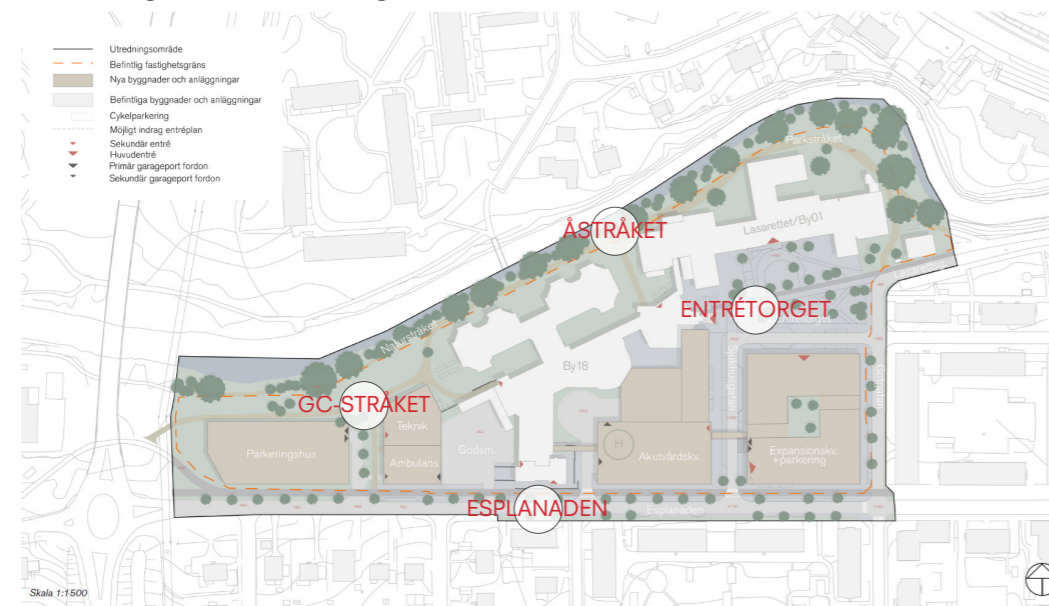 Utredningsområde
Befintlig fastighetsgräns
Nya byggnader och anläggningar
Befintliga byggnader och anläggningar
Cykelparkering
Möjligt indrag entréplan
Sekundär entré
Huvudentré
Primär garageport fordon
Sekundär garageport fordon
Parkstråket
ÅSTRÅKET
Lasarettet/By01
ENTRÉTORGET
Naturstråket
By18
GC-STRÅKET
Teknik
Parkeringshus
Godsm.
Ambulans
H
Akutvårdskv.
Expansionskv.
+parkering
ESPLANADEN
Esplanaden
Skala 1:1500